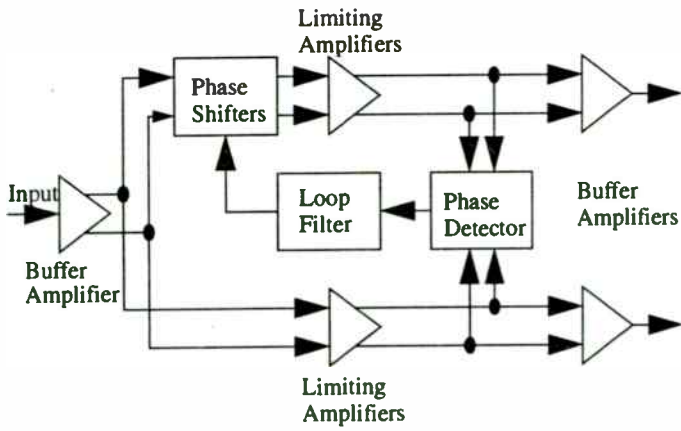 Limiting
Amplifiers
Phase
Shifters
Input
Loop
Filter
Phase
Detector
Buffer
Amplifiers
Buffer
Amplifier
Limiting
Amplifiers